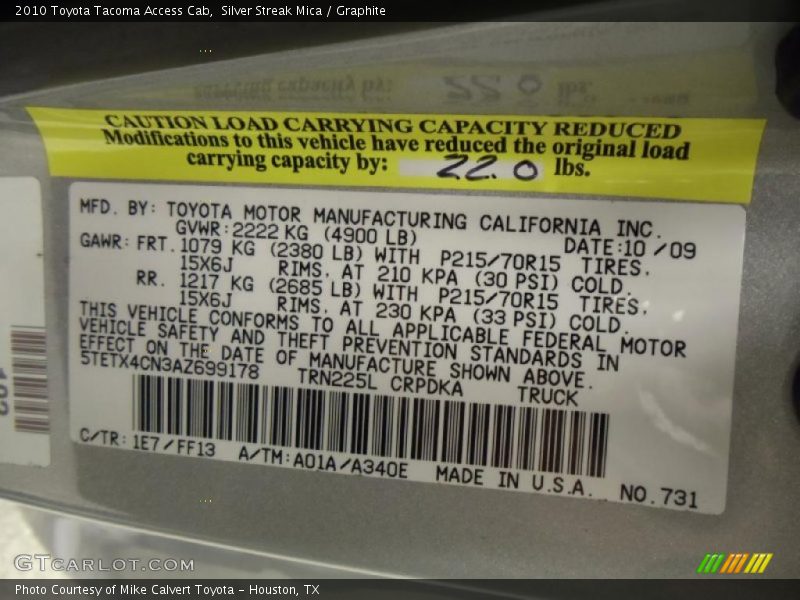 2010 Toyota Tacoma Access Cab,  Silver Streak Mica / Graphite
CAUTION LOAD CARRYING CAPACITY REDUCED
Modifications to this vehicle have reduced the original load
carrying capacity by: 22.0 lbs.
MFD. BY: TOYOTA MOTOR MANUFACTURING CALIFORNIA INC.
GVWR:2222 KG (4900 LB) DATE:10 /09
GAWR: FRT. 1079 KG (2380 LB) WITH P215/70R15 TIRES.
15X6J RIMS, AT 210 KPA (30 PSI) COLD.
RR. 1217 KG (2685 LB) WITH P215/70R15 TIRES.
15X6J RIMS, AT 230 KPA (33 PSI) COLD.
THIS VEHICLE CONFORMS TO ALL APPLICABLE FEDERAL MOTOR
VEHICLE SAFETY AND THEFT PREVENTION STANDARDS IN
EFFECT ON THE DATE OF MANUFACTURE SHOWN ABOVE.
5TETX4CN3AZ699178 TRN225L CRPDKA TRUCK
C/TR: 1E7/FF13 A/TM:A01A/A340E MADE IN U.S.A. NO.731
GTCARLOT.COM
Photo Courtesy of Mike Calvert Toyota - Houston, TX